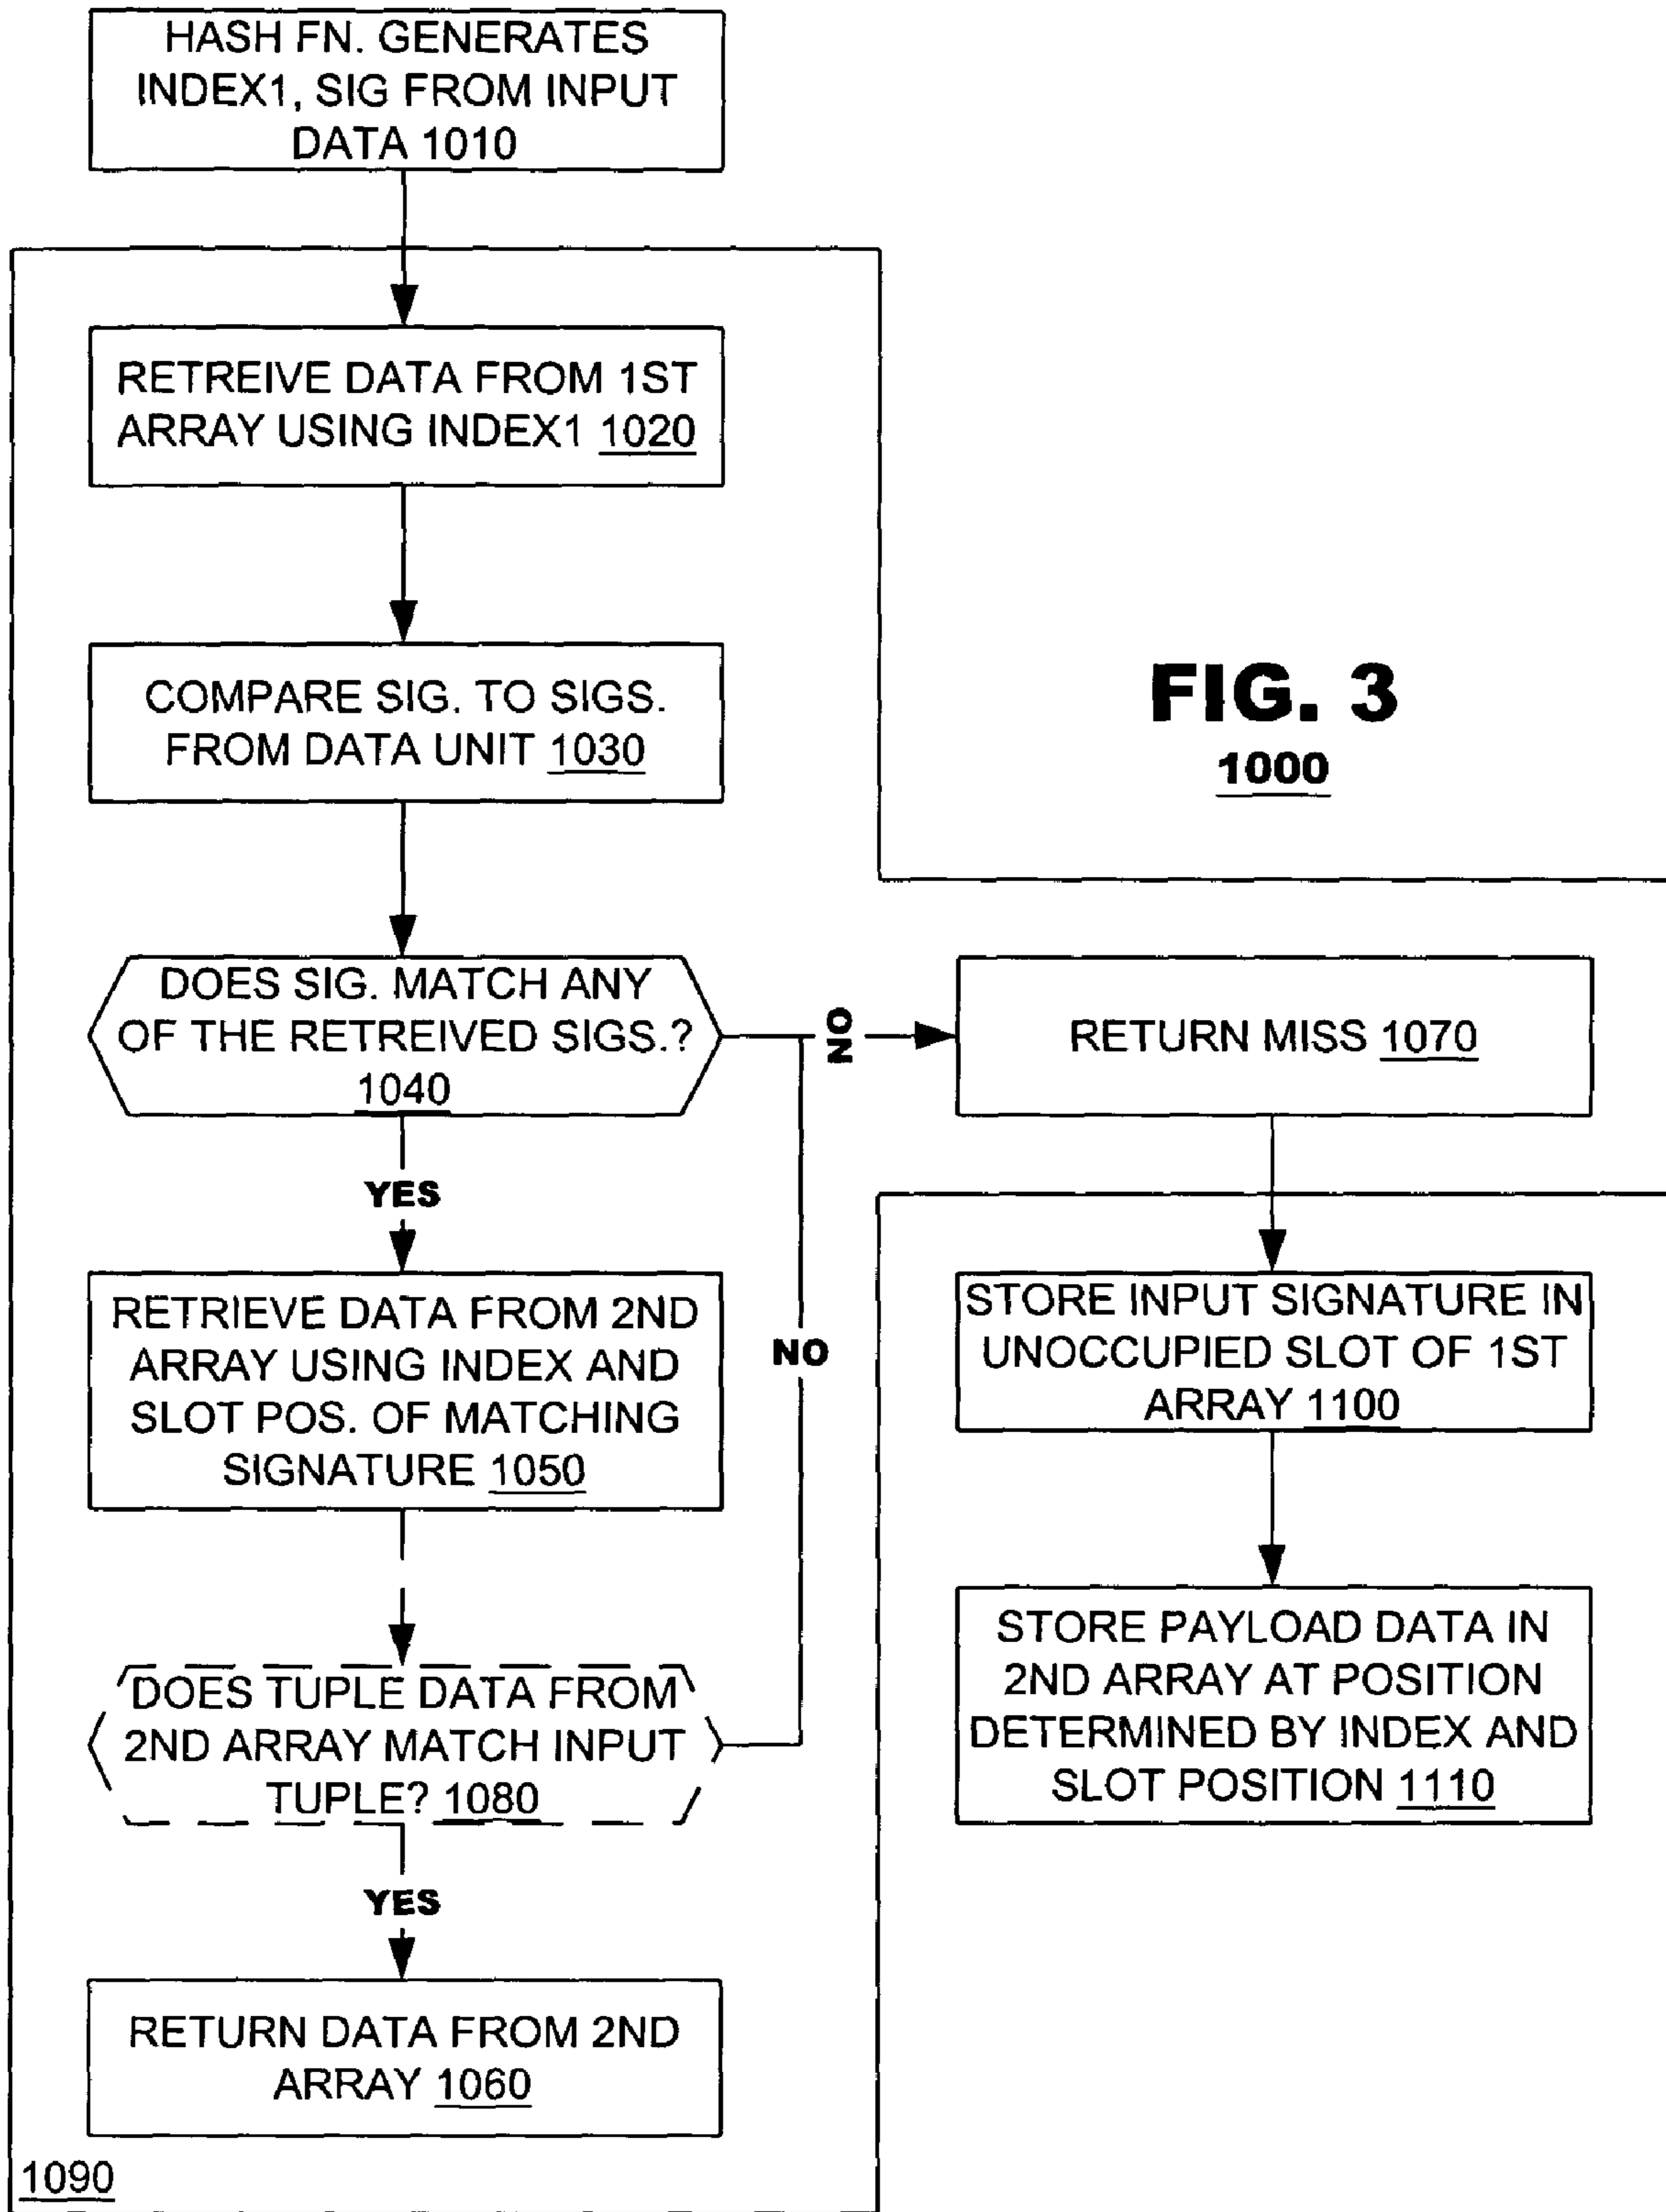 HASH FN. GENERATES
INDEX1, SIG FROM INPUT
DATA 1010
RETREIVE DATA FROM 1ST
ARRAY USING INDEX1 1020
COMPARE SIG. TO SIGS.
FROM DATA UNIT 1030
FIG. 3
1000
DOES SIG. MATCH ANY
OF THE RETREIVED SIGS.?
1040
NO
RETURN MISS 1070
YES
RETRIEVE DATA FROM 2ND
ARRAY USING INDEX AND
SLOT POS. OF MATCHING
SIGNATURE 1050
NO
STORE INPUT SIGNATURE IN
UNOCCUPIED SLOT OF 1ST
ARRAY 1100
DOES TUPLE DATA FROM
2ND ARRAY MATCH INPUT
TUPLE? 1080
STORE PAYLOAD DATA IN
2ND ARRAY AT POSITION
DETERMINED BY INDEX AND
SLOT POSITION 1110
YES
RETURN DATA FROM 2ND
ARRAY 1060
1090